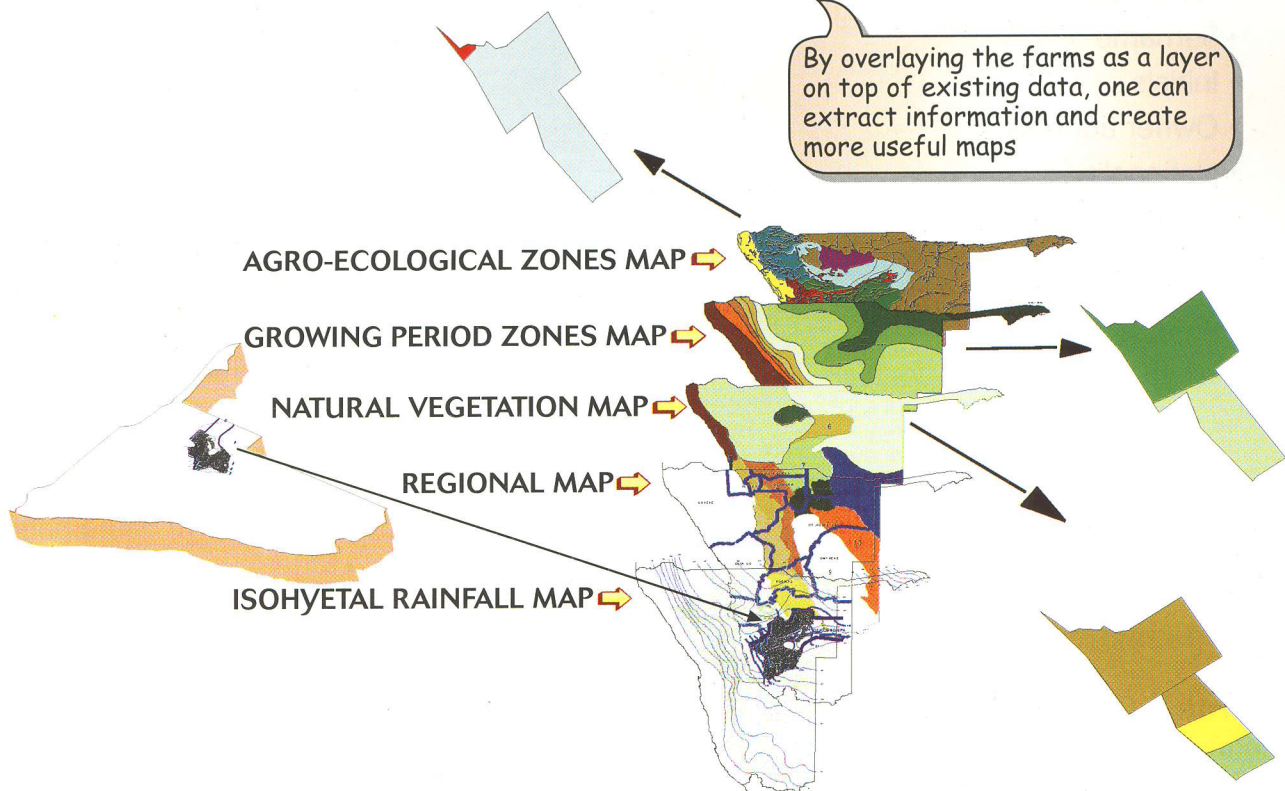 By overlaying the farms as a layer
on top of existing data, one can
extract information and create
more useful maps
AGRO-ECOLOGICAL ZONES MAP
GROWING PERIOD ZONES MAP
NATURAL VEGETATION MAP
6
REGIONAL MAP
ISOHYETAL RAINFALL MAP